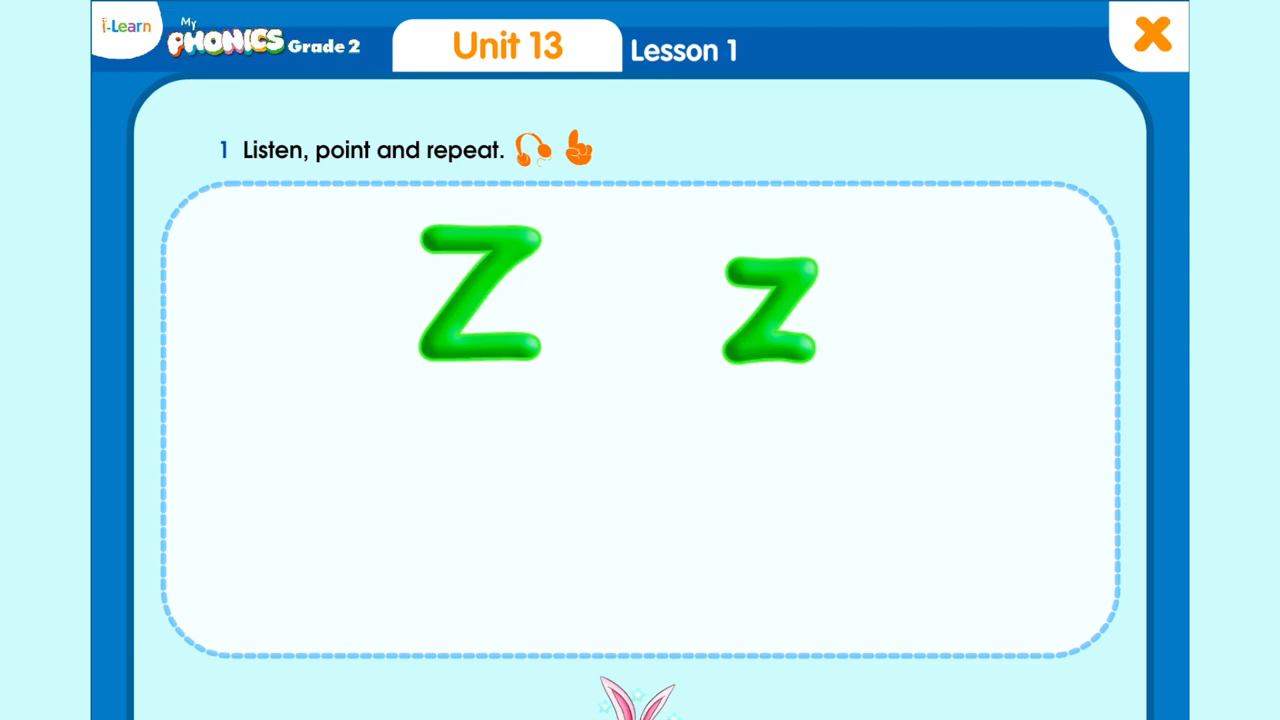 i-Learn
My
PHONICS Grade 2
Unit 13
Lesson 1
1 Listen, point and repeat.
Z z